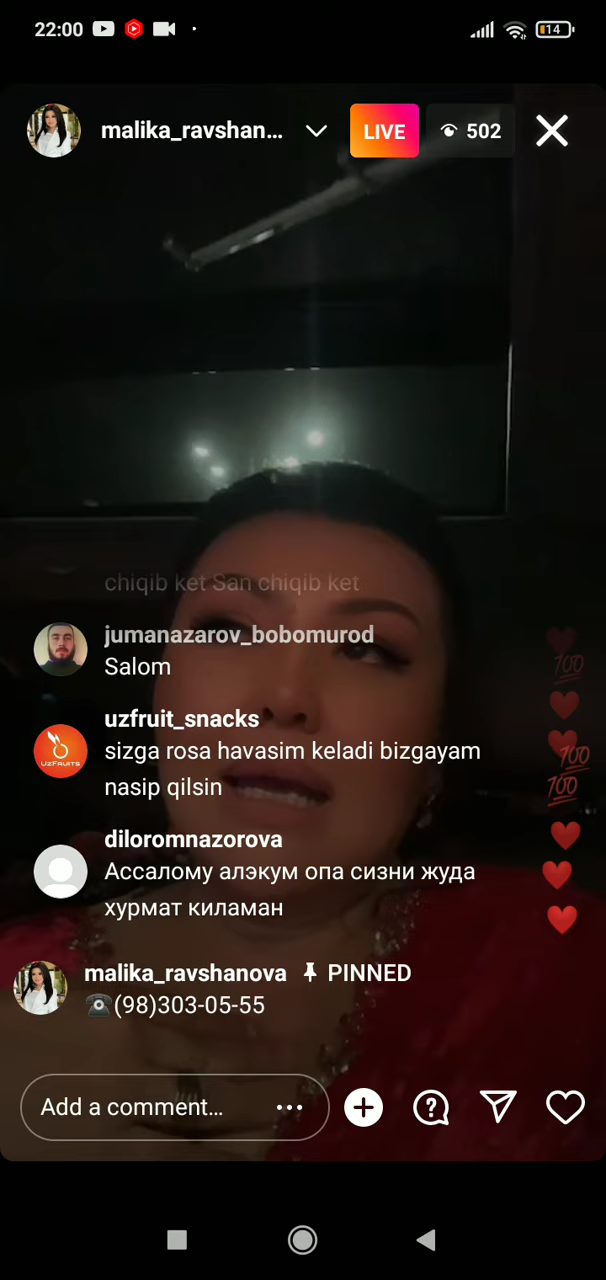 22:00
14
malika_ravshan...
LIVE
502
chiqib ket San chiqib ket
jumanazarov_bobomurod
Salom
uzfruit_snacks
sizga rosa havasim keladi bizgayam
nasip qilsin
UZFRUITS
diloromnazorova
Ассалому алэкум опа сизни жуда
хурмат киламан
malika_ravshanova 📌 PINNED
☎(98)303-05-55
Add a comment...
💯
💯
💯